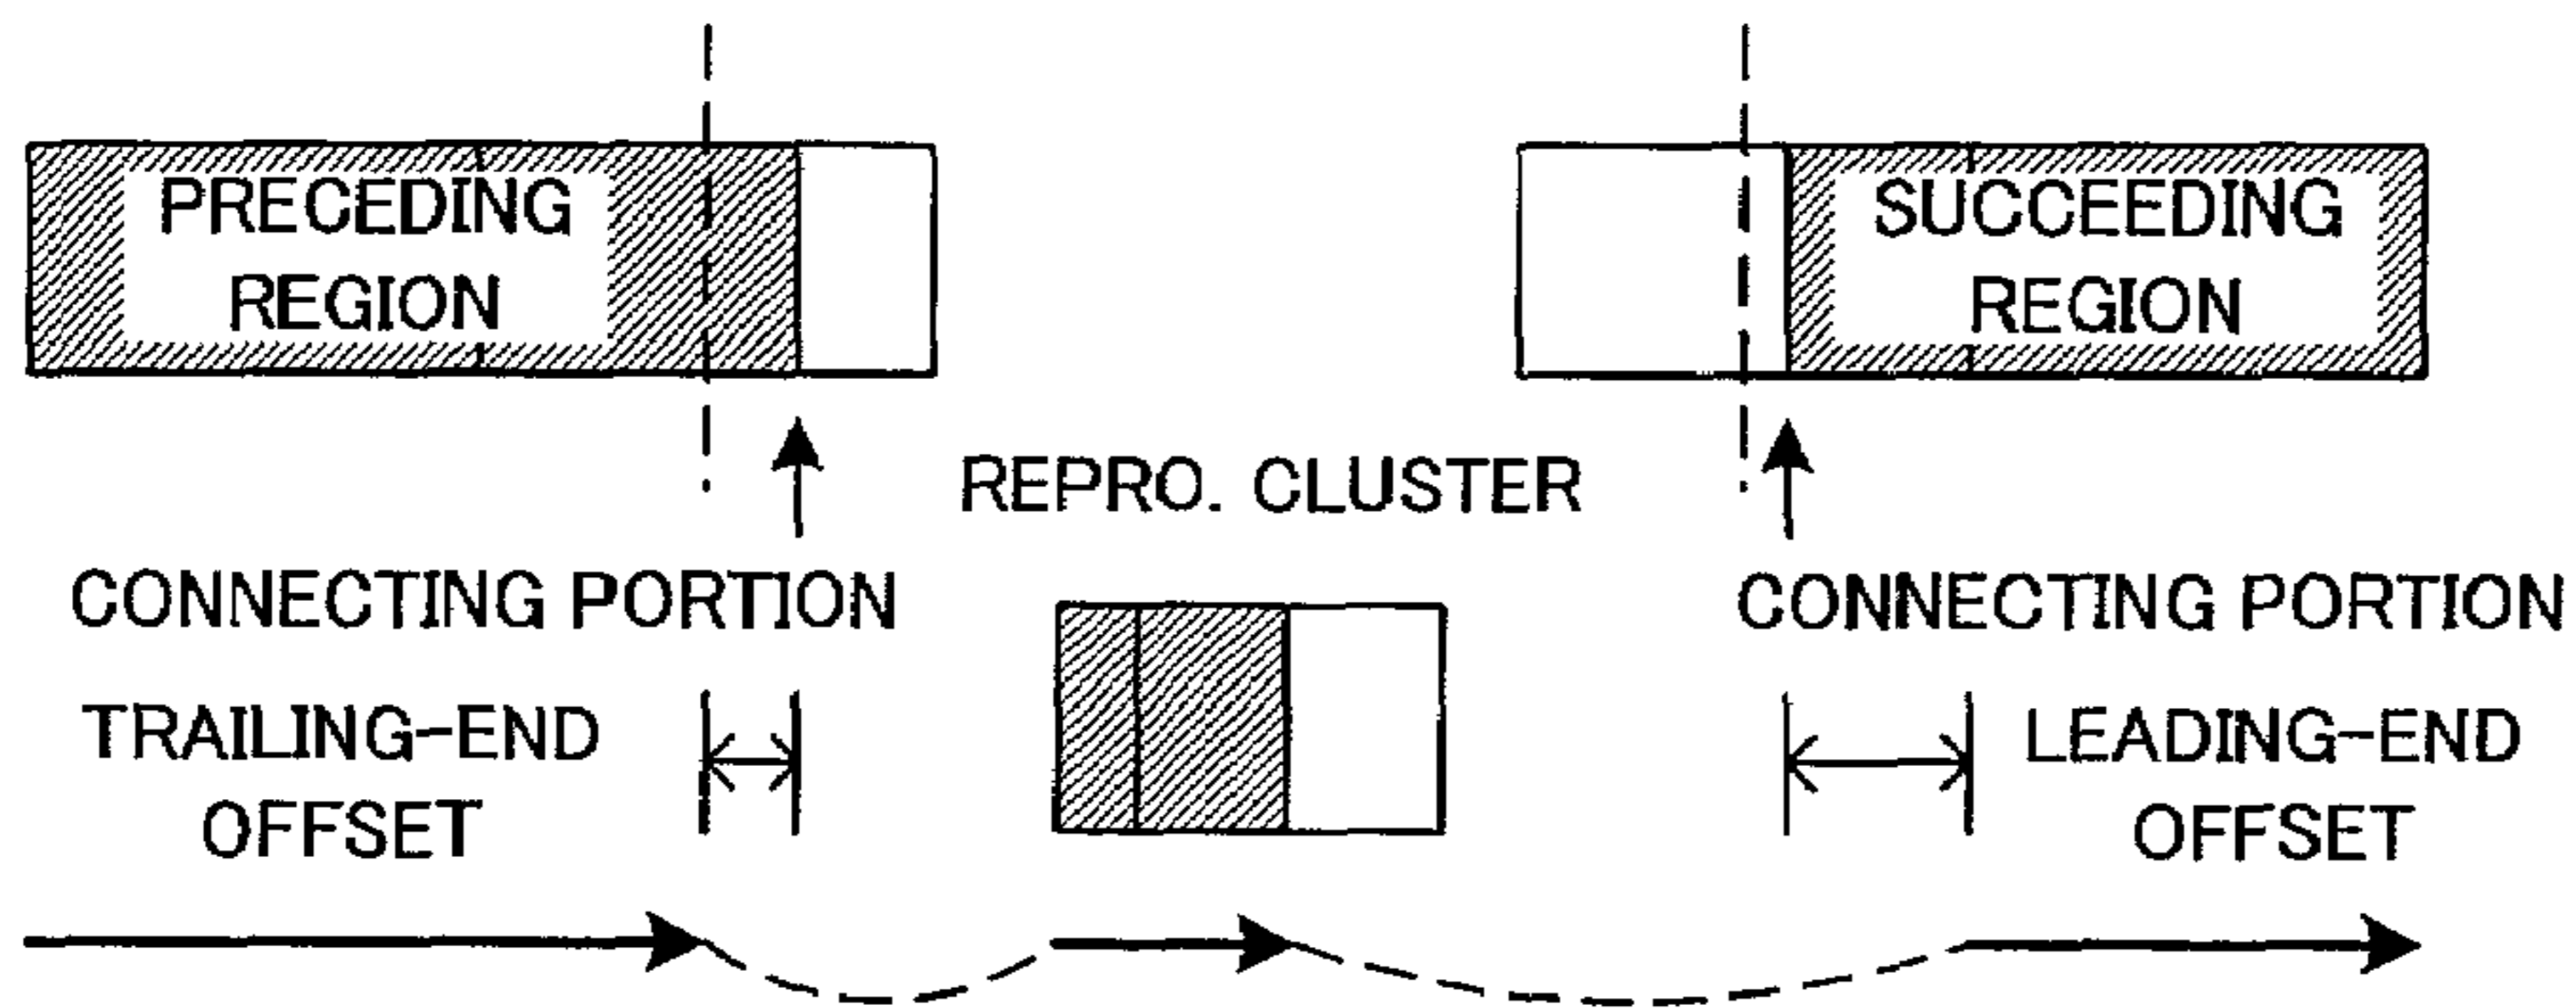 PRECEDING
REGION
SUCCEEDING
REGION
REPRO. CLUSTER
CONNECTING PORTION
CONNECTING PORTION
TRAILING-END
OFFSET
LEADING-END
OFFSET